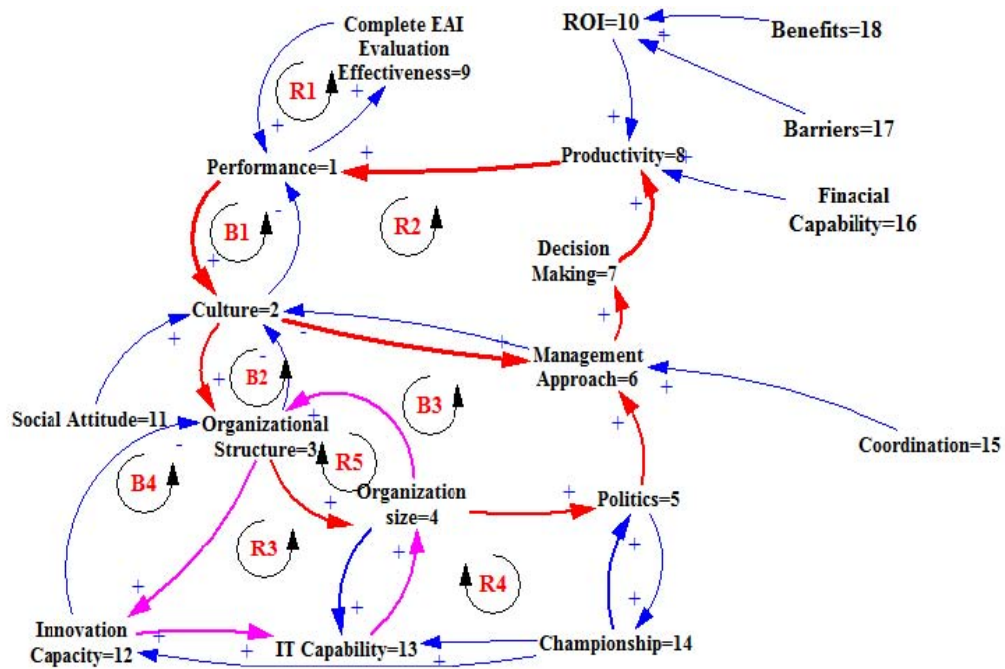 Complete EAI
Evaluation
Effectiveness=9
ROI=10
Benefits=18
+
R1
+
+
Barriers=17
+
+
Performance=1
+
Productivity=8
+
Finacial
Capability=16
B1
-
R2
+
+
Decision
Making=7
+
Culture=2
-
+
+
Management
Approach=6
+
B2
-
+
B3
+
Social Attitude=11
Organizational
Structure=3
+
-
R5
Coordination=15
B4
Organization
size=4
+
+
Politics=5
R3
+
+
R4
+
+
+
+
Innovation
Capacity=12
+
+
IT Capability=13
+
+
Championship=14